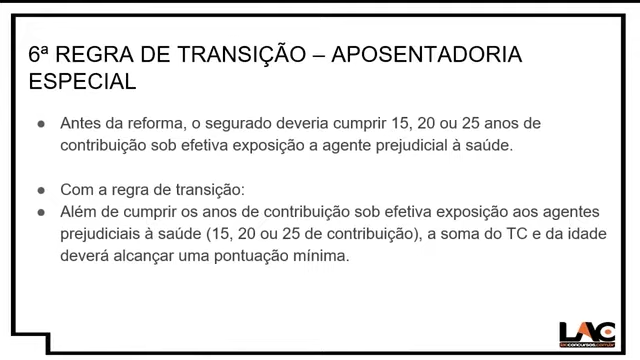 6ª REGRA DE TRANSIÇÃO – APOSENTADORIA
ESPECIAL
● Antes da reforma, o segurado deveria cumprir 15, 20 ou 25 anos de
contribuição sob efetiva exposição a agente prejudicial à saúde.
● Com a regra de transição:
● Além de cumprir os anos de contribuição sob efetiva exposição aos agentes
prejudiciais à saúde (15, 20 ou 25 de contribuição), a soma do TC e da idade
deverá alcançar uma pontuação mínima.
LAC
lacconcursos.com.br